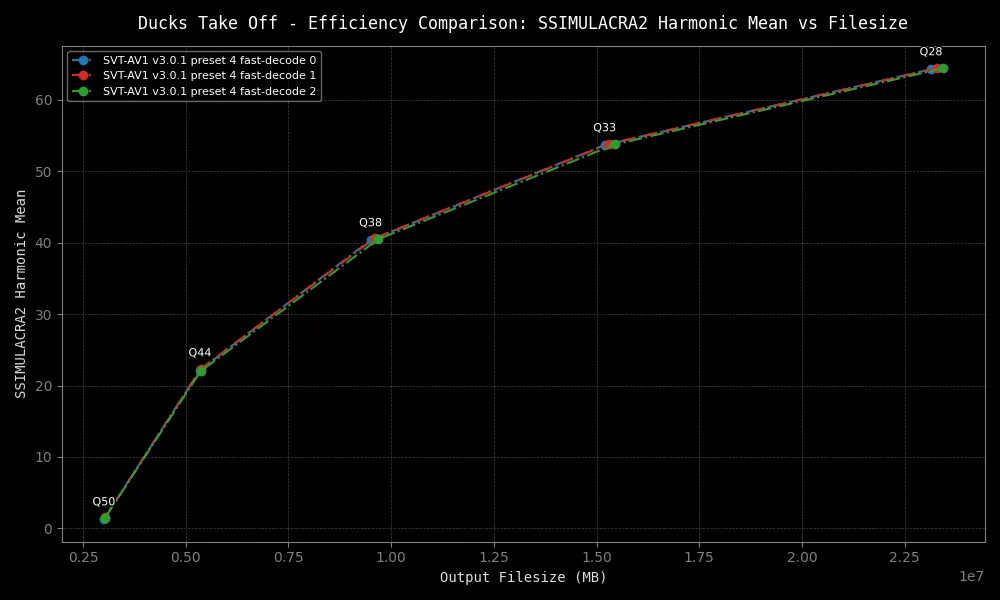 Ducks Take Off - Efficiency Comparison: SSIMULACRA2 Harmonic Mean vs Filesize
SVT-AV1 v3.0.1 preset 4 fast-decode 0
SVT-AV1 v3.0.1 preset 4 fast-decode 1
SVT-AV1 v3.0.1 preset 4 fast-decode 2
Q28
Q33
Q38
Q44
Q50
SSIMULACRA2 Harmonic Mean
60
50
40
30
20
10
0
0.25 0.50 0.75 1.00 1.25 1.50 1.75 2.00 2.25
1e7
Output Filesize (MB)